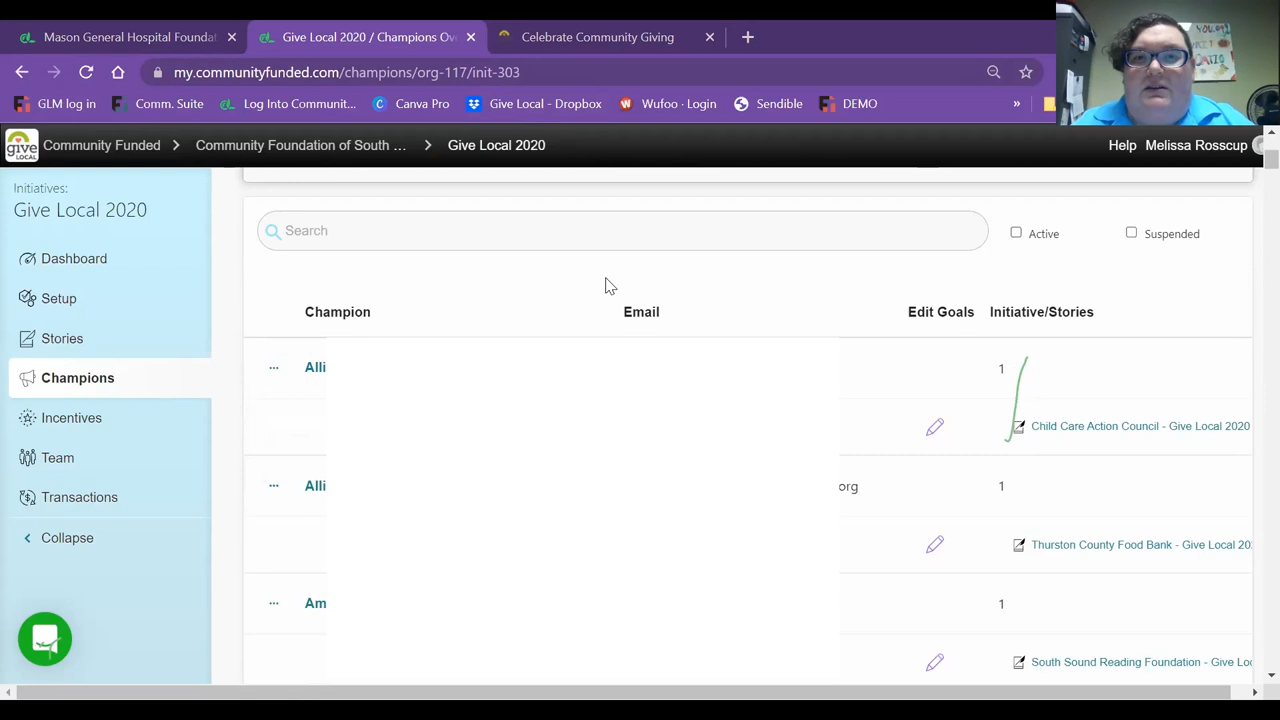 Mason General Hospital Foundat
Give Local 2020 / Champions Ov
Celebrate Community Giving
my.communityfunded.com/champions/org-117/init-303
GLM log in
Comm. Suite
Log Into Communit...
Canva Pro
Give Local - Dropbox
Wufoo · Login
Sendible
DEMO
»
give LOCAL
Community Funded
Community Foundation of South ...
Give Local 2020
Help
Melissa Rosscup
Initiatives:
Give Local 2020
Dashboard
Setup
Stories
Champions
Incentives
Team
Transactions
Collapse
Search
Active
Suspended
Champion
Email
Edit Goals
Initiative/Stories
Alli
1
Child Care Action Council - Give Local 2020
Alli
org
1
Thurston County Food Bank - Give Local 20
Am
1
South Sound Reading Foundation - Give Loc